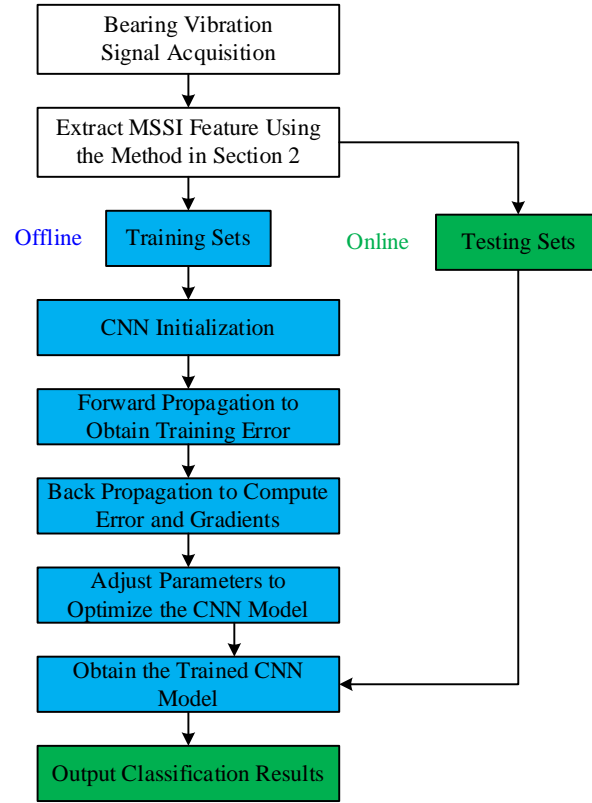 Bearing Vibration
Signal Acquisition
Extract MSSI Feature Using
the Method in Section 2
Offline
Training Sets
Online
Testing Sets
CNN Initialization
Forward Propagation to
Obtain Training Error
Back Propagation to Compute
Error and Gradients
Adjust Parameters to
Optimize the CNN Model
Obtain the Trained CNN
Model
Output Classification Results